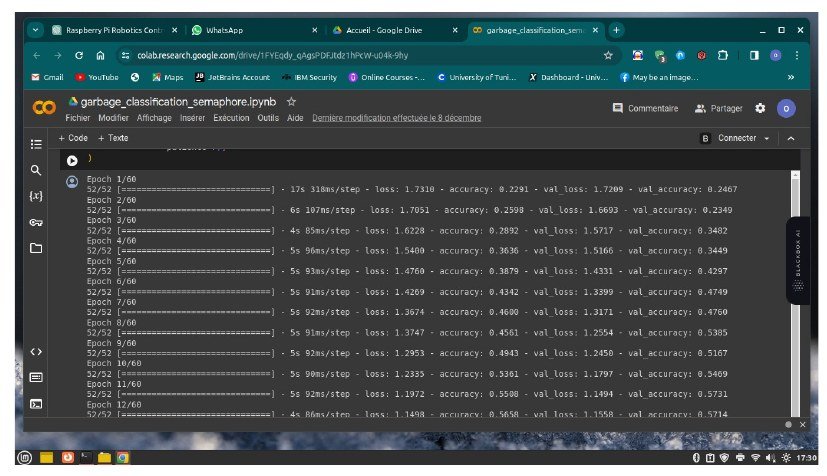 Raspberry Pi Robotics Contr
WhatsApp
Accueil - Google Drive
garbage_classification_sema
colab.research.google.com/drive/1FYEqdy_qAgsPDFJtdz1hPcW-u04k-9hy
Gmail
YouTube
Maps
JetBrains Account
IBM Security
Online Courses -...
University of Tuni...
Dashboard - Univ...
May be an image...
CO
garbage_classification_semaphore.ipynb
Commentaire
Partager
Fichier Modifier Affichage Insérer Exécution Outils Aide Dernière modification effectuée le 8 décembre
+ Code + Texte
B Connecter
)
Epoch 1/60
52/52 [==============================] - 17s 318ms/step - loss: 1.7310 - accuracy: 0.2291 - val_loss: 1.7209 - val_accuracy: 0.2467
Epoch 2/60
52/52 [==============================] - 6s 107ms/step - loss: 1.7051 - accuracy: 0.2598 - val_loss: 1.6693 - val_accuracy: 0.2349
Epoch 3/60
52/52 [==============================] - 4s 85ms/step - loss: 1.6228 - accuracy: 0.2892 - val_loss: 1.5717 - val_accuracy: 0.3482
Epoch 4/60
52/52 [==============================] - 5s 96ms/step - loss: 1.5400 - accuracy: 0.3636 - val_loss: 1.5166 - val_accuracy: 0.3449
Epoch 5/60
52/52 [==============================] - 5s 93ms/step - loss: 1.4760 - accuracy: 0.3879 - val_loss: 1.4331 - val_accuracy: 0.4297
Epoch 6/60
52/52 [==============================] - 5s 91ms/step - loss: 1.4269 - accuracy: 0.4342 - val_loss: 1.3399 - val_accuracy: 0.4749
Epoch 7/60
52/52 [==============================] - 5s 92ms/step - loss: 1.3674 - accuracy: 0.4600 - val_loss: 1.3171 - val_accuracy: 0.4760
Epoch 8/60
52/52 [==============================] - 5s 91ms/step - loss: 1.3747 - accuracy: 0.4561 - val_loss: 1.2554 - val_accuracy: 0.5385
Epoch 9/60
52/52 [==============================] - 5s 92ms/step - loss: 1.2953 - accuracy: 0.4943 - val_loss: 1.2450 - val_accuracy: 0.5167
Epoch 10/60
52/52 [==============================] - 5s 90ms/step - loss: 1.2335 - accuracy: 0.5361 - val_loss: 1.1797 - val_accuracy: 0.5469
Epoch 11/60
52/52 [==============================] - 5s 92ms/step - loss: 1.1972 - accuracy: 0.5508 - val_loss: 1.1494 - val_accuracy: 0.5731
Epoch 12/60
52/52 [==============================] - 4s 86ms/step - loss: 1.1498 - accuracy: 0.5658 - val_loss: 1.1558 - val_accuracy: 0.5714
BLACKBOX AI
17:30